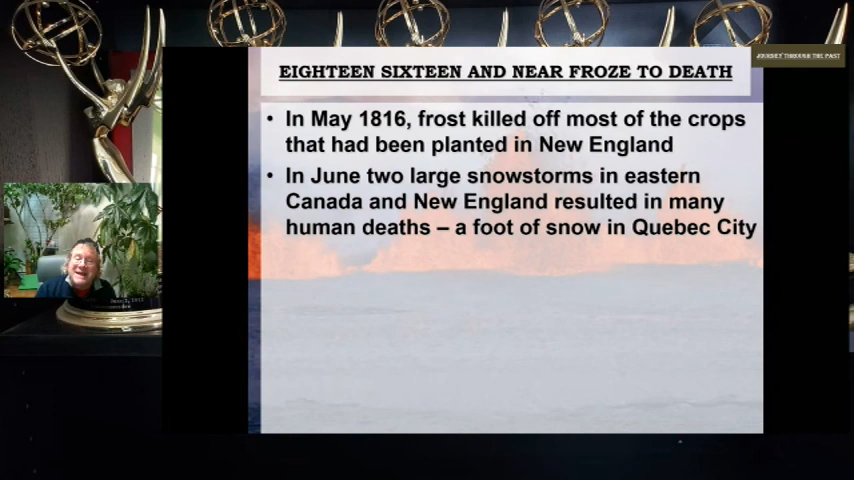 JOURNEY THROUGH THE PAST
EIGHTEEN SIXTEEN AND NEAR FROZE TO DEATH
• In May 1816, frost killed off most of the crops
that had been planted in New England
• In June two large snowstorms in eastern
Canada and New England resulted in many
human deaths – a foot of snow in Quebec City